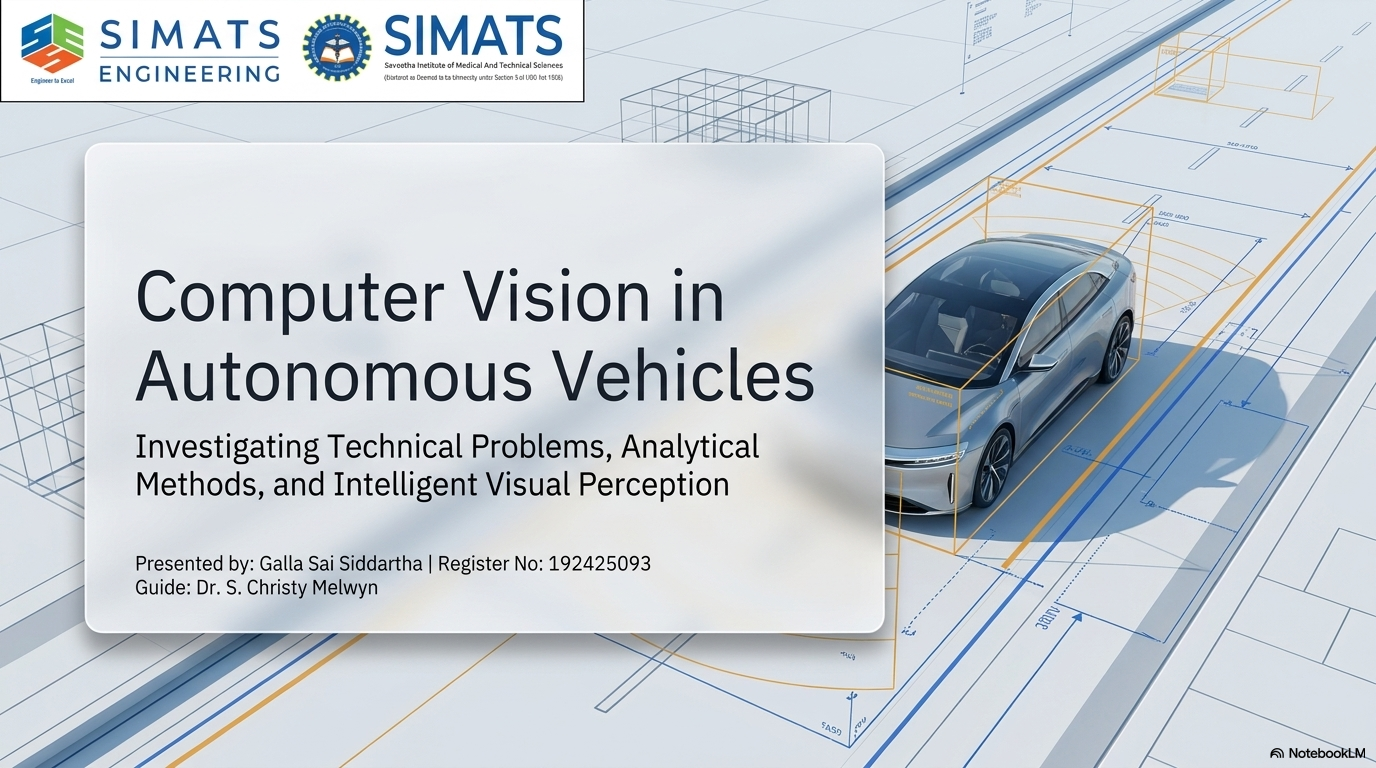 SIMATS
ENGINEERING
Engineer to Excel
SIMATS
Saveetha Institute of Medical And Technical Sciences
Computer Vision in
Autonomous Vehicles
Investigating Technical Problems, Analytical
Methods, and Intelligent Visual Perception
Presented by: Galla Sai Siddartha | Register No: 192425093
Guide: Dr. S. Christy Melwyn
NotebookLM